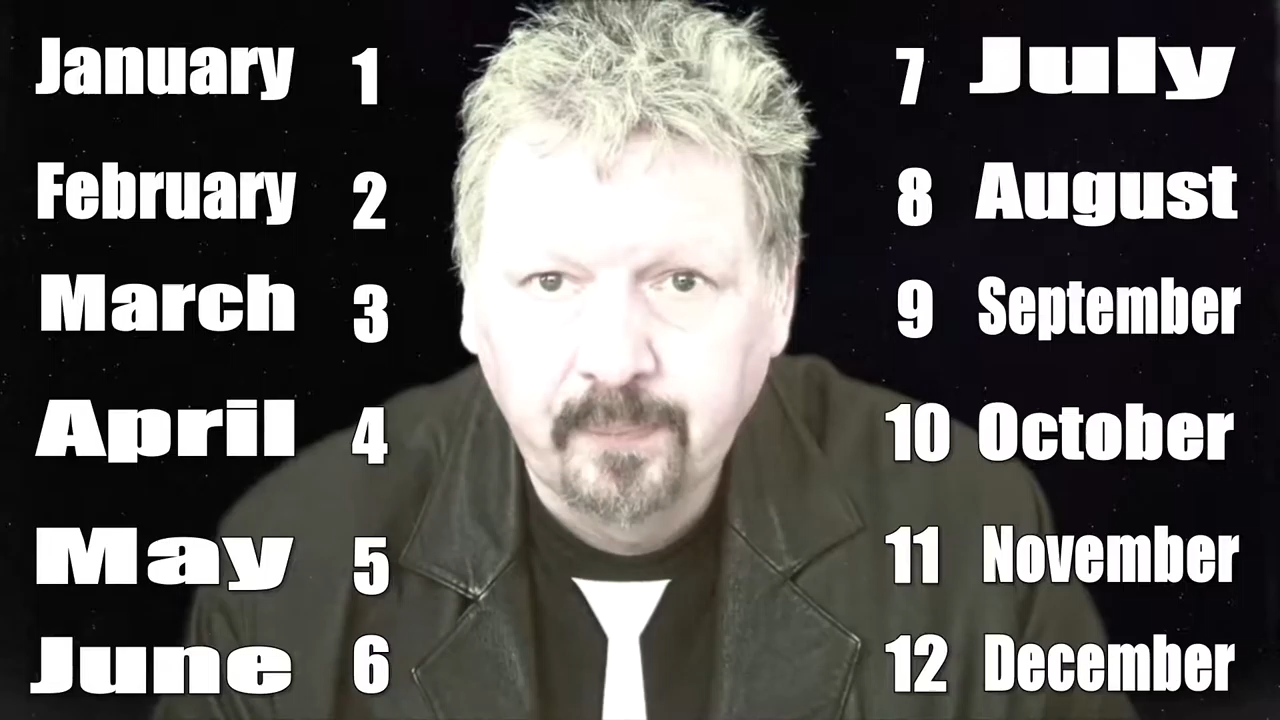 January 1
February 2
March 3
April 4
May 5
June 6
7 July
8 August
9 September
10 October
11 November
12 December